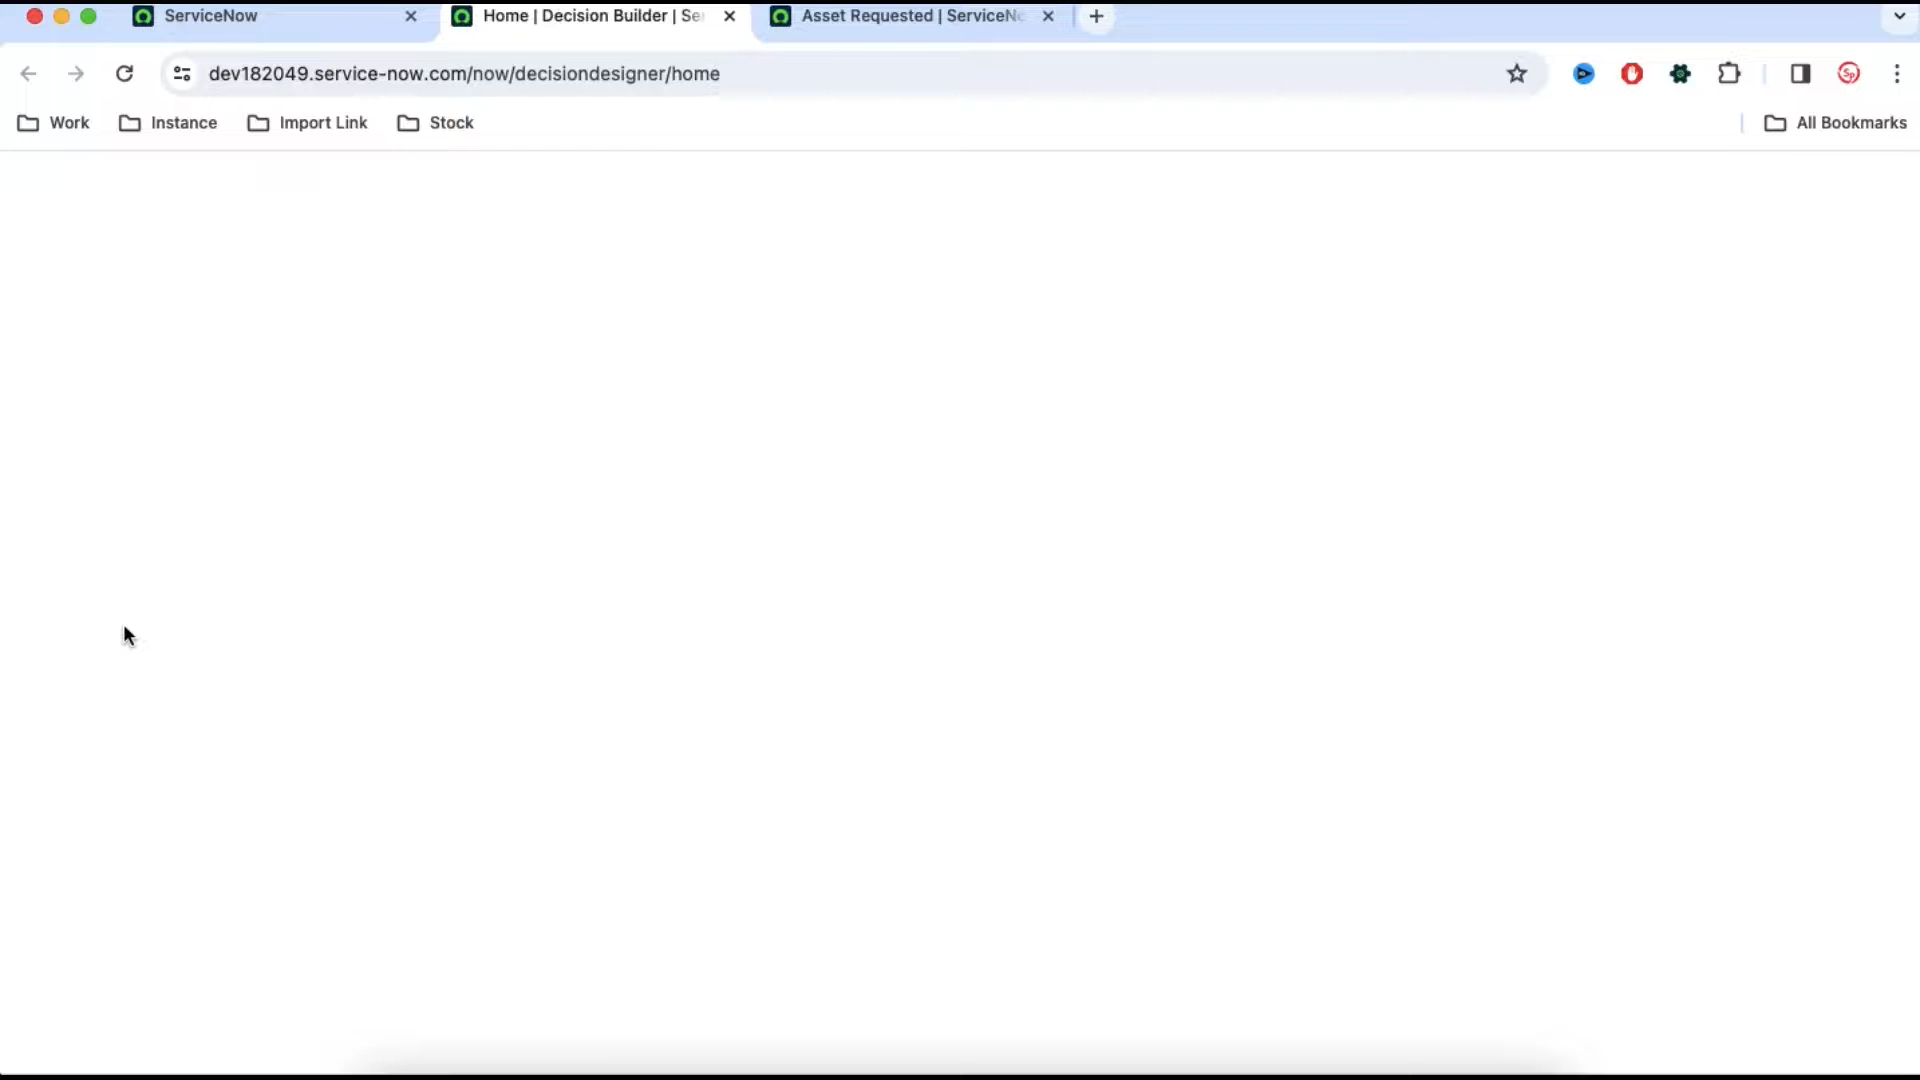 ServiceNow
Home | Decision Builder | Se
Asset Requested | ServiceN
dev182049.service-now.com/now/decisiondesigner/home
Sp
Work
Instance
Import Link
Stock
All Bookmarks